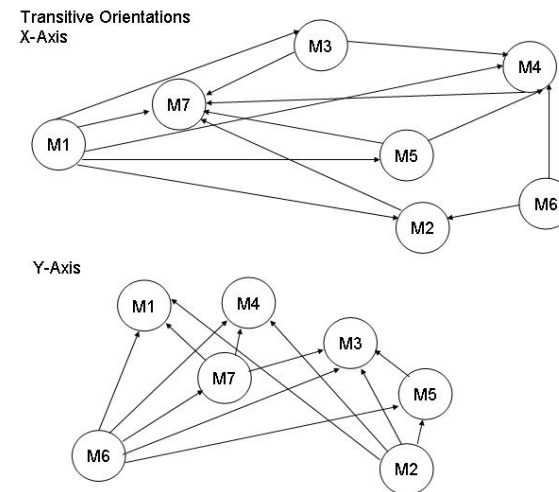 Transitive Orientations
X-Axis
M3
M4
M7
M1
M5
M6
M2
Y-Axis
M1
M4
M3
M7
M5
M6
M2